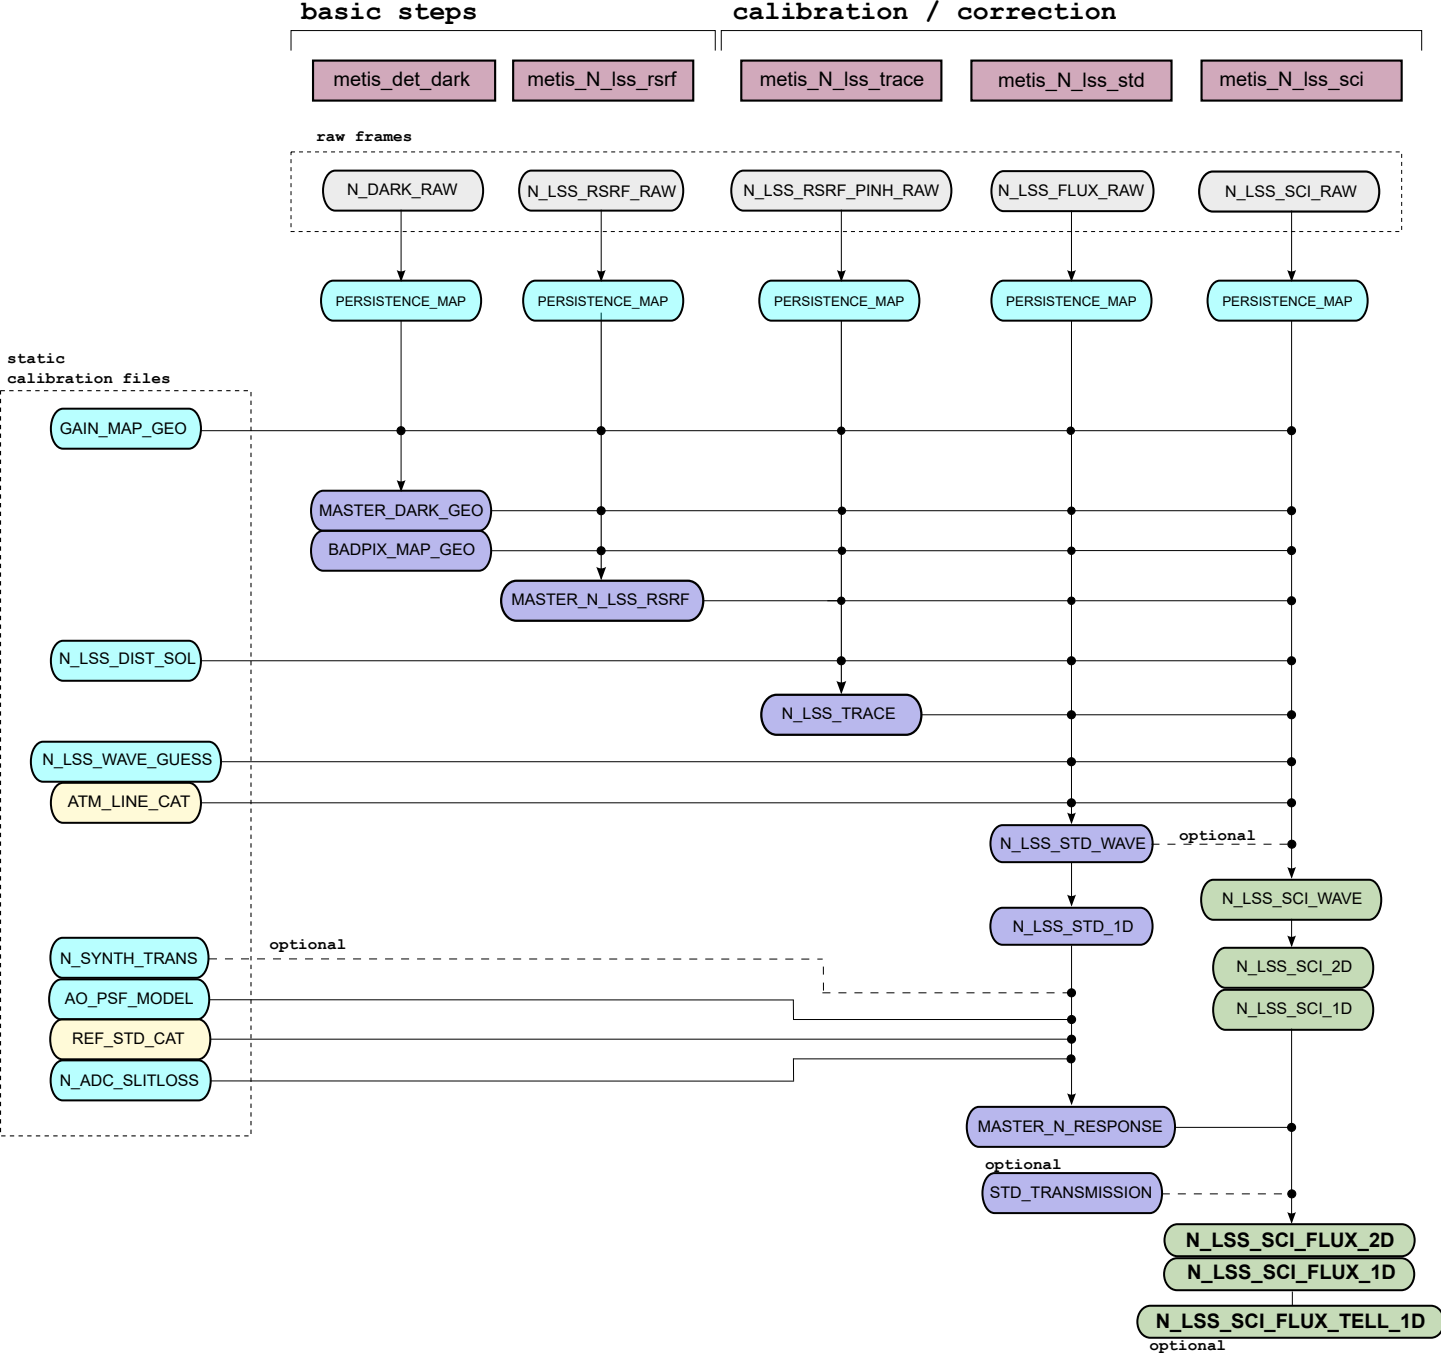 basic steps
calibration / correction
metis_det_dark
metis_N_lss_rsrf
metis_N_lss_trace
metis_N_lss_std
metis_N_lss_sci
raw frames
N_DARK_RAW
N_LSS_RSRF_RAW
N_LSS_RSRF_PINH_RAW
N_LSS_FLUX_RAW
N_LSS_SCI_RAW
PERSISTENCE_MAP
PERSISTENCE_MAP
PERSISTENCE_MAP
PERSISTENCE_MAP
PERSISTENCE_MAP
static
calibration files
GAIN_MAP_GEO
MASTER_DARK_GEO
BADPIX_MAP_GEO
MASTER_N_LSS_RSRF
N_LSS_DIST_SOL
N_LSS_TRACE
N_LSS_WAVE_GUESS
ATM_LINE_CAT
N_LSS_STD_WAVE
optional
N_LSS_SCI_WAVE
N_LSS_STD_1D
optional
N_SYNTH_TRANS
N_LSS_SCI_2D
AO_PSF_MODEL
N_LSS_SCI_1D
REF_STD_CAT
N_ADC_SLITLOSS
MASTER_N_RESPONSE
optional
STD_TRANSMISSION
N_LSS_SCI_FLUX_2D
N_LSS_SCI_FLUX_1D
N_LSS_SCI_FLUX_TELL_1D
optional